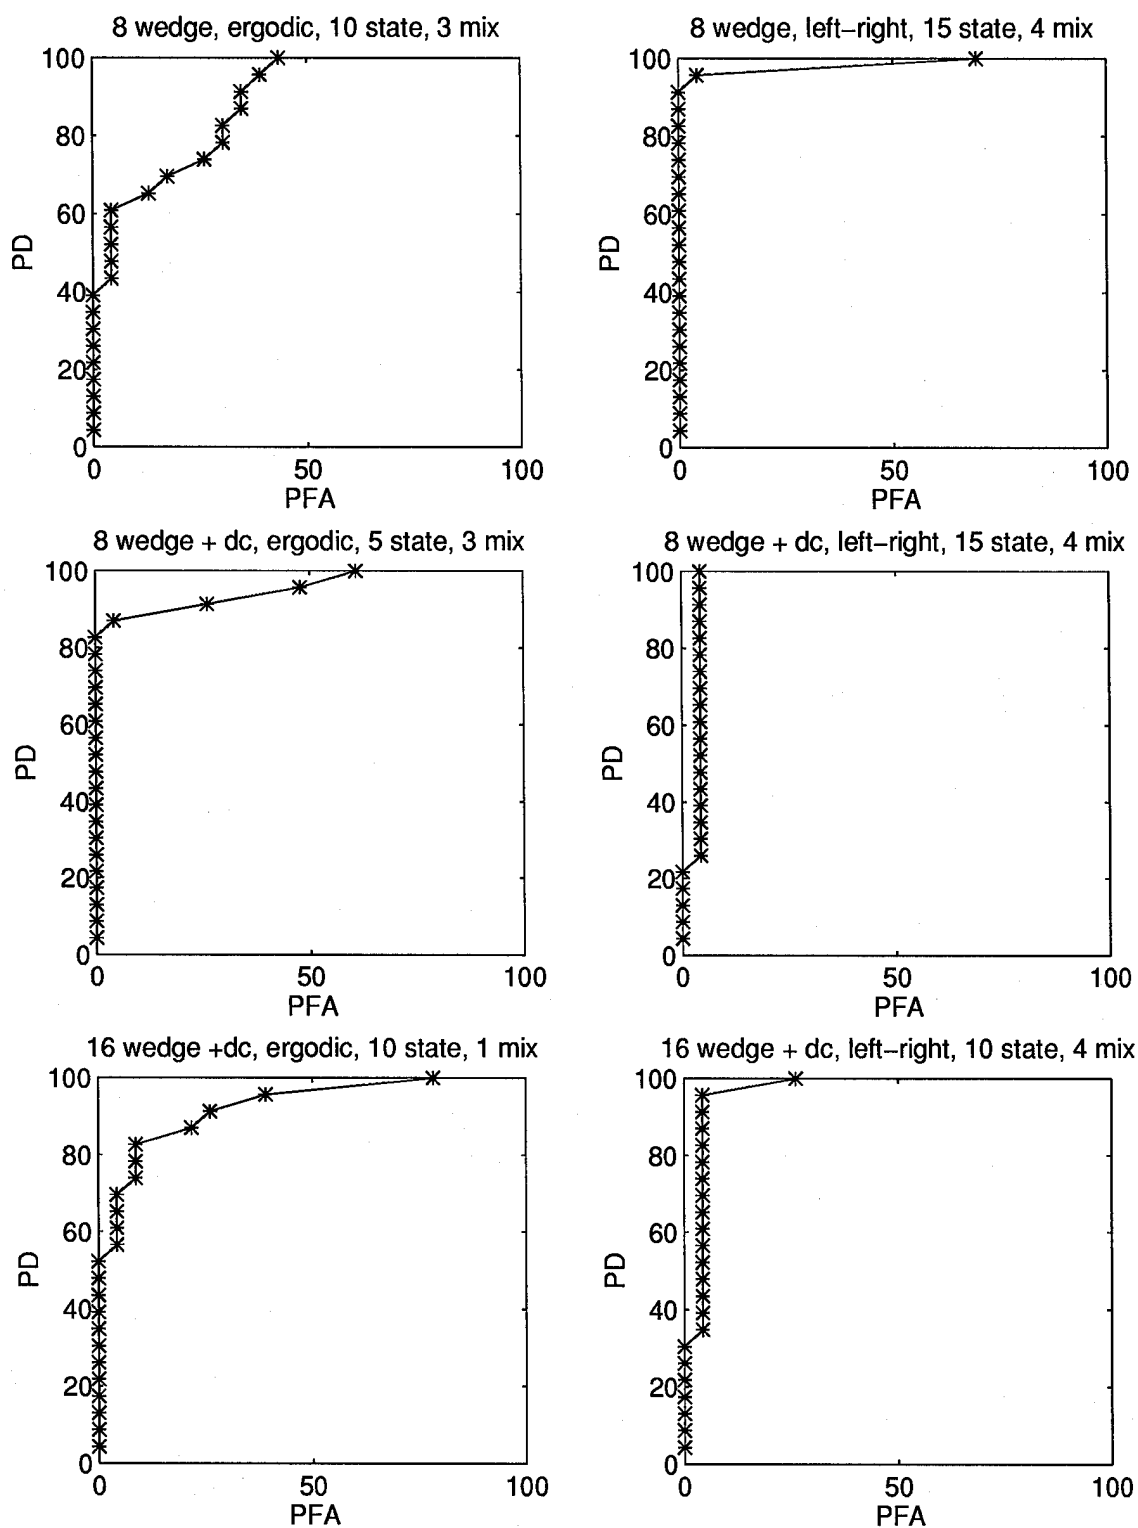 8 wedge, ergodic, 10 state, 3 mix
100
80
60
40
20
0
PD
0 50 100
PFA
8 wedge, left-right, 15 state, 4 mix
100
80
60
40
20
0
PD
0 50 100
PFA
8 wedge + dc, ergodic, 5 state, 3 mix
100
80
60
40
20
0
PD
0 50 100
PFA
8 wedge + dc, left-right, 15 state, 4 mix
100
80
60
40
20
0
PD
0 50 100
PFA
16 wedge +dc, ergodic, 10 state, 1 mix
100
80
60
40
20
0
PD
0 50 100
PFA
16 wedge + dc, left-right, 10 state, 4 mix
100
80
60
40
20
0
PD
0 50 100
PFA